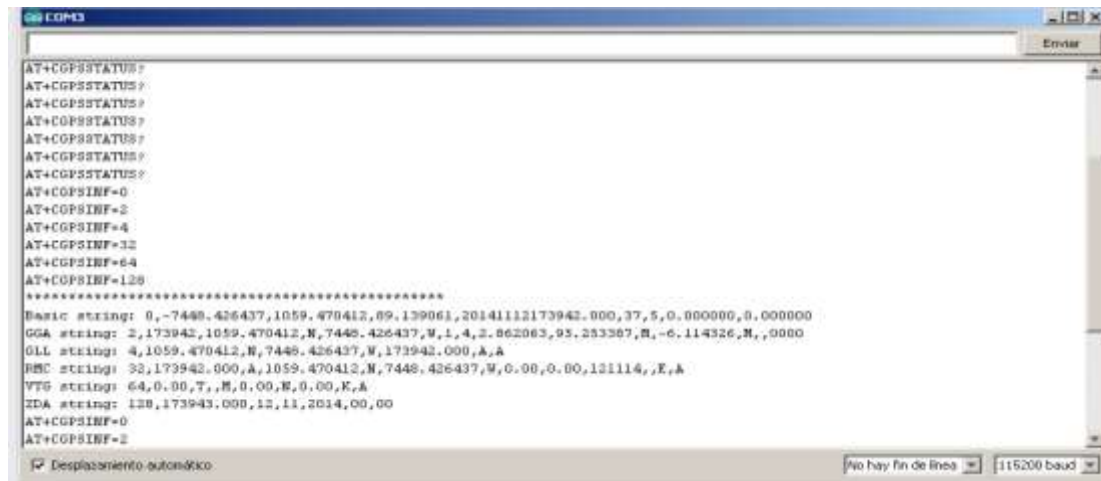 COM3
Enviar
AT+CGPSSTATUS?
AT+CGPSSTATUS?
AT+CGPSSTATUS?
AT+CGPSSTATUS?
AT+CGPSSTATUS?
AT+CGPSSTATUS?
AT+CGPSSTATUS?
AT+CGPSINF=0
AT+CGPSINF=2
AT+CGPSINF=4
AT+CGPSINF=32
AT+CGPSINF=64
AT+CGPSINF=128
**************************************************
Basic string: 0,-7448.426437,1059.470412,89.139061,20141112173942.000,37,5,0.000000,0.000000
GGA string: 2,173942,1059.470412,N,7448.426437,W,1,4,2.862063,95.253387,M,-6.114326,M,,0000
GLL string: 4,1059.470412,N,7448.426437,W,173942.000,A,A
RMC string: 32,173942.000,A,1059.470412,N,7448.426437,W,0.00,0.00,121114,,E,A
VTG string: 64,0.00,T,,M,0.00,N,0.00,K,A
ZDA string: 128,173943.000,12,11,2014,00,00
AT+CGPSINF=0
AT+CGPSINF=2
Desplazamiento automático
No hay fin de línea
115200 baud